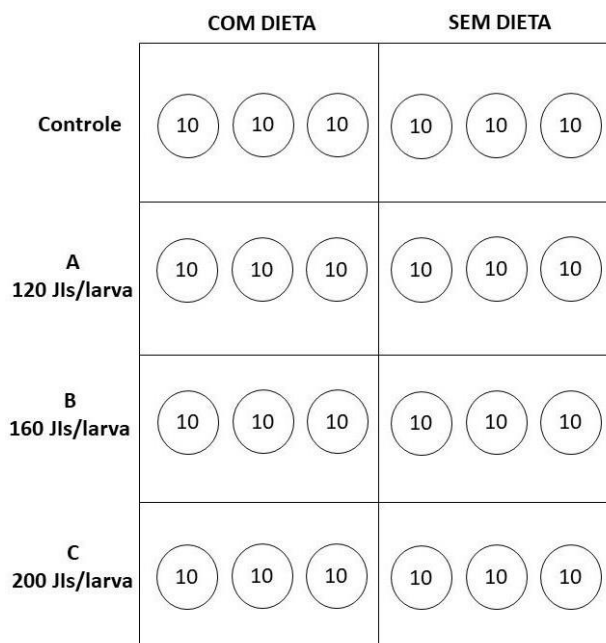 COM DIETA SEM DIETA
Controle 10 10 10 10 10 10
A
120 JIs/larva 10 10 10 10 10 10
B
160 JIs/larva 10 10 10 10 10 10
C
200 JIs/larva 10 10 10 10 10 10